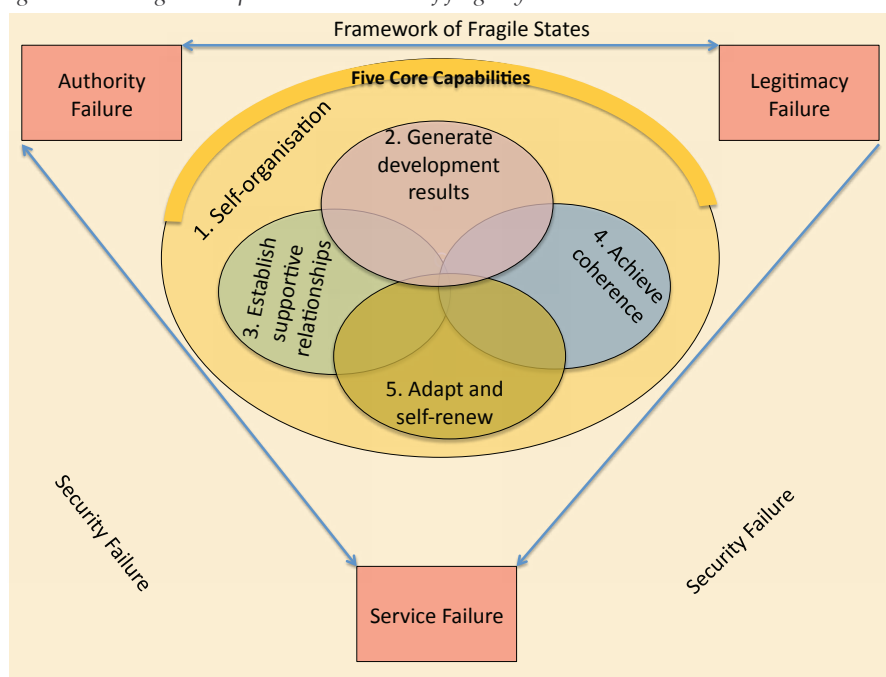 Framework of Fragile States
Authority
Failure
Legitimacy
Failure
Five Core Capabilities
1. Self-organisation
2. Generate
development
results
3. Establish
supportive
relationships
4. Achieve
coherence
5. Adapt and
self-renew
Security Failure
Security Failure
Service Failure